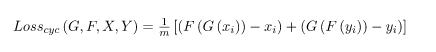 $Loss_{cyc}\,(G, F, X, Y) = \frac{1}{m}\,[(F\,(G\,(x_i)) - x_i) + (G\,(F\,(y_i)) - y_i)]$